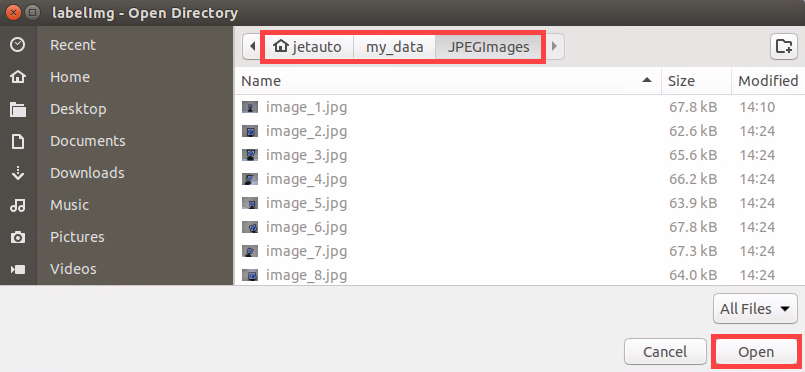 labelImg - Open Directory
Recent
Home
Desktop
Documents
Downloads
Music
Pictures
Videos
jetauto my_data JPEGImages
Name Size Modified
image_1.jpg 67.8 kB 14:10
image_2.jpg 62.6 kB 14:24
image_3.jpg 65.6 kB 14:24
image_4.jpg 66.2 kB 14:24
image_5.jpg 63.9 kB 14:24
image_6.jpg 67.8 kB 14:24
image_7.jpg 67.3 kB 14:24
image_8.jpg 64.0 kB 14:24
All Files
Cancel Open